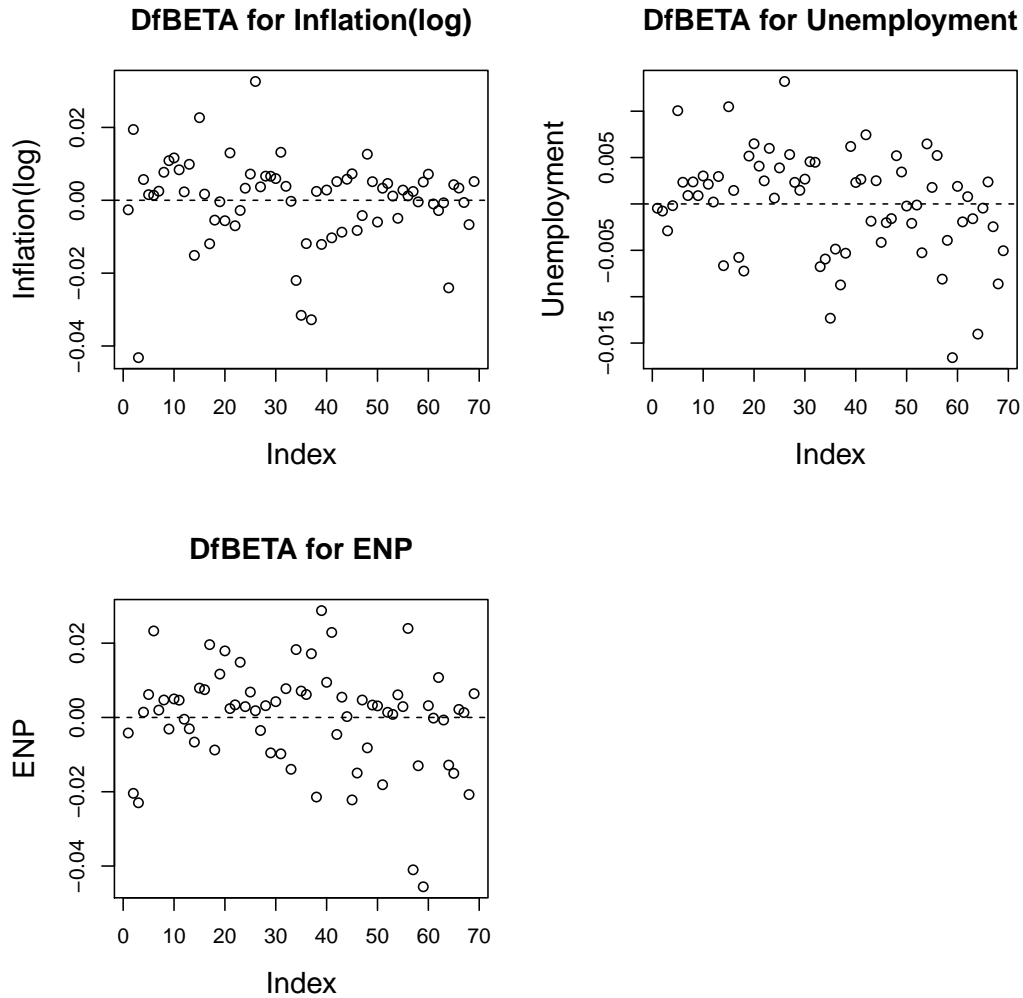 DfBETA for Inflation(log)
Inflation(log)
0.02
0.00
−0.02
−0.04
0 10 20 30 40 50 60 70
Index
DfBETA for Unemployment
Unemployment
0.005
−0.005
−0.015
0 10 20 30 40 50 60 70
Index
DfBETA for ENP
ENP
0.02
0.00
−0.02
−0.04
0 10 20 30 40 50 60 70
Index